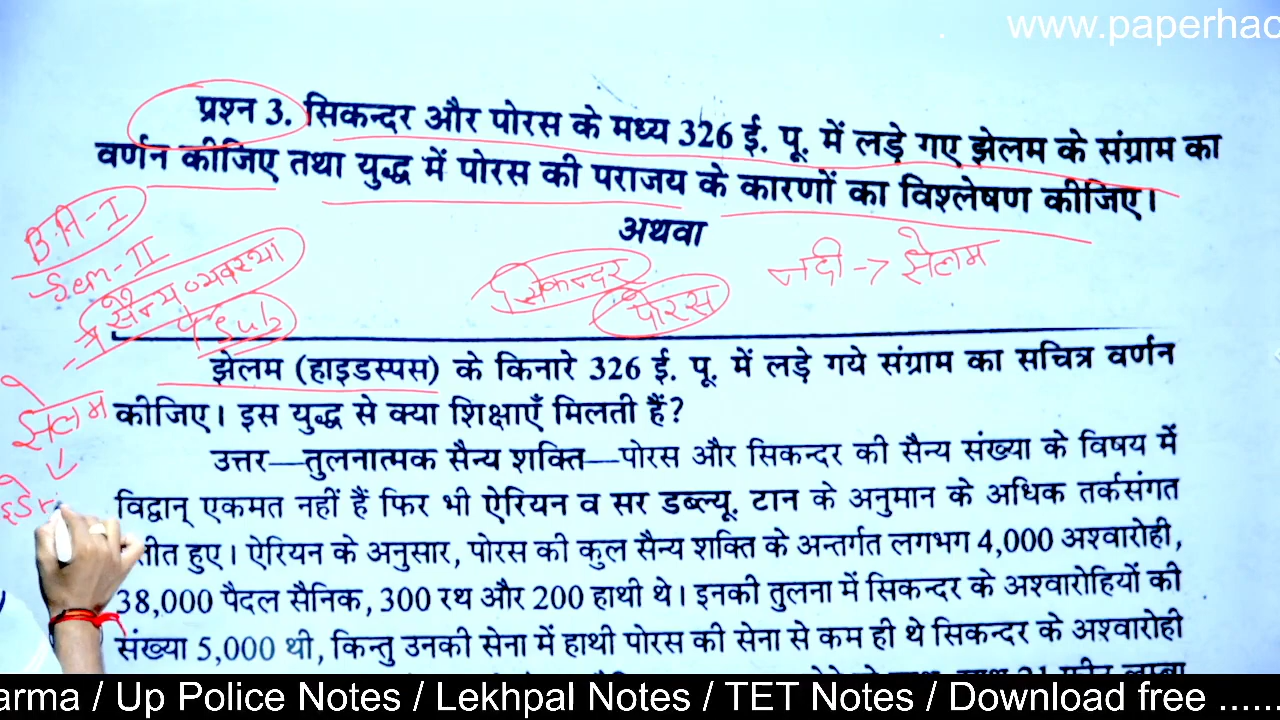 www.paperhac
प्रश्न 3. सिकन्दर और पोरस के मध्य 326 ई. पू. में लड़े गए झेलम के संग्राम का
वर्णन कीजिए तथा युद्ध में पोरस की पराजय के कारणों का विश्लेषण कीजिए।
अथवा
B.A-I
Sem-II
सैन्य व्यवस्था
Sub
सिकन्दर
पोरस
नदी -> झेलम
झेलम (हाइडस्पस) के किनारे 326 ई. पू. में लड़े गये संग्राम का सचित्र वर्णन
झेलम
कीजिए। इस युद्ध से क्या शिक्षाएँ मिलती हैं?
उत्तर—तुलनात्मक सैन्य शक्ति—पोरस और सिकन्दर की सैन्य संख्या के विषय में
विद्वान् एकमत नहीं हैं फिर भी ऐरियन व सर डब्ल्यू. टान के अनुमान के अधिक तर्कसंगत
हुए। ऐरियन के अनुसार, पोरस की कुल सैन्य शक्ति के अन्तर्गत लगभग 4,000 अश्वारोही,
38,000 पैदल सैनिक, 300 रथ और 200 हाथी थे। इनकी तुलना में सिकन्दर के अश्वारोहियों की
संख्या 5,000 थी, किन्तु उनकी सेना में हाथी पोरस की सेना से कम ही थे सिकन्दर के अश्वारोही
arma / Up Police Notes / Lekhpal Notes / TET Notes / Download free ......